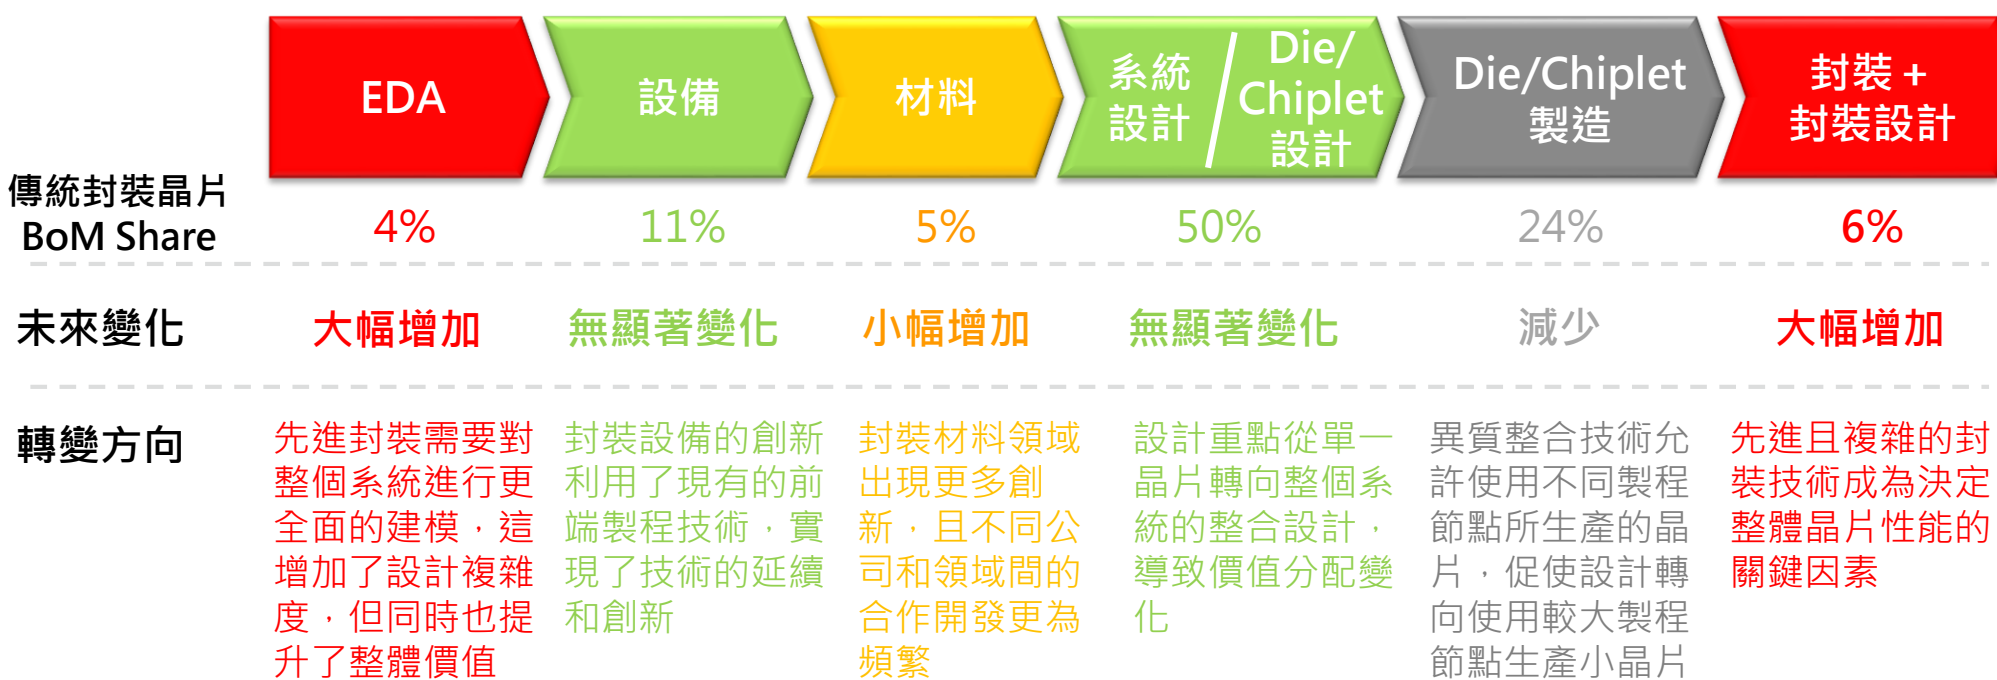 EDA
設備
材料
系統
設計
Die/
Chiplet
設計
Die/Chiplet
製造
封裝+
封裝設計
傳統封裝晶片
BoM Share
4%
11%
5%
50%
24%
6%
未來變化
大幅增加
無顯著變化
小幅增加
無顯著變化
減少
大幅增加
轉變方向
先進封裝需要對
整個系統進行更
全面的建模，這
增加了設計複雜
度，但同時也提
升了整體價值
封裝設備的創新
利用了現有的前
端製程技術，實
現了技術的延續
和創新
封裝材料領域
出現更多創
新，且不同公
司和領域間的
合作開發更為
頻繁
設計重點從單一
晶片轉向整個系
統的整合設計，
導致價值分配變
化
異質整合技術允
許使用不同製程
節點所生產的晶
片，促使設計轉
向使用較大製程
節點生產小晶片
先進且複雜的封
裝技術成為決定
整體晶片性能的
關鍵因素